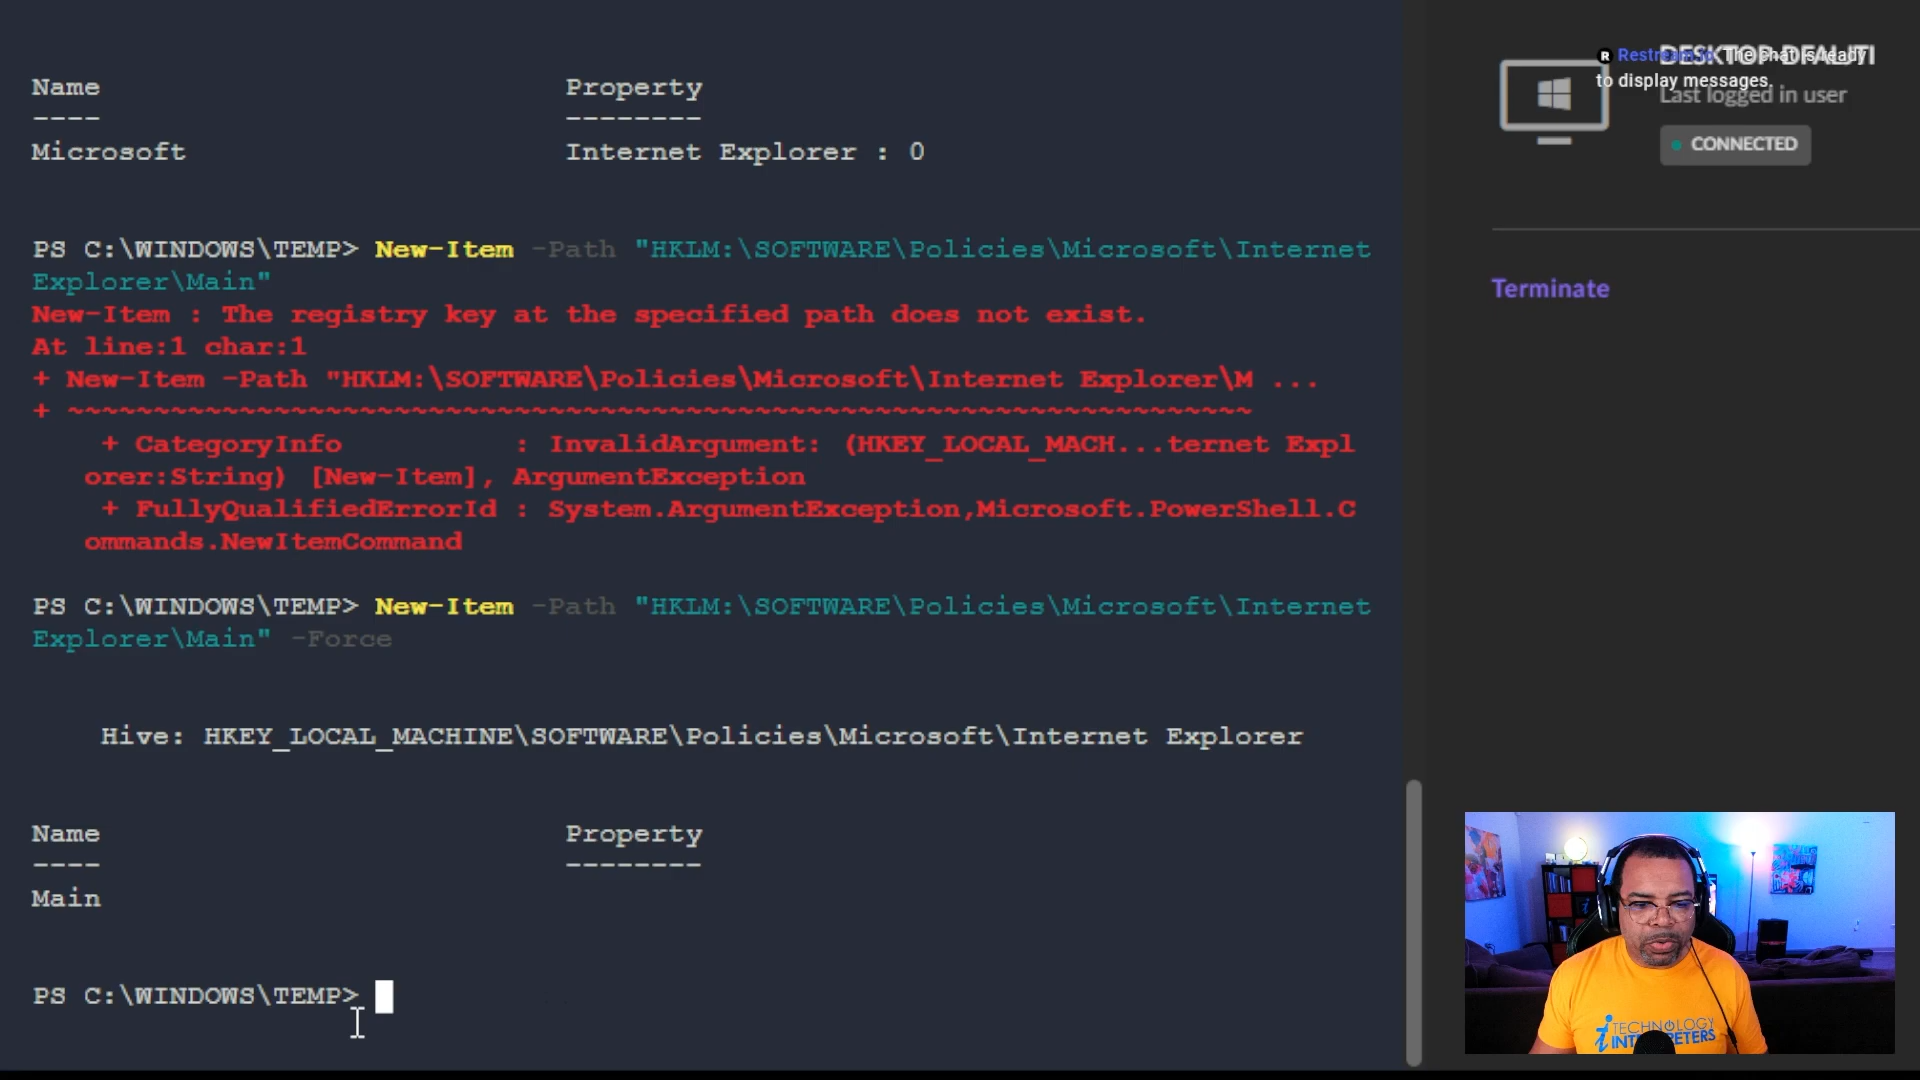 Name Property
---- --------
Microsoft Internet Explorer : 0
PS C:\WINDOWS\TEMP> New-Item -Path "HKLM:\SOFTWARE\Policies\Microsoft\Internet
Explorer\Main"
New-Item : The registry key at the specified path does not exist.
At line:1 char:1
+ New-Item -Path "HKLM:\SOFTWARE\Policies\Microsoft\Internet Explorer\M ...
+ ~~~~~~~~~~~~~~~~~~~~~~~~~~~~~~~~~~~~~~~~~~~~~~~~~~~~~~~~~~~~~~~~~~~~~
+ CategoryInfo : InvalidArgument: (HKEY_LOCAL_MACH...ternet Expl
orer:String) [New-Item], ArgumentException
+ FullyQualifiedErrorId : System.ArgumentException,Microsoft.PowerShell.C
ommands.NewItemCommand
PS C:\WINDOWS\TEMP> New-Item -Path "HKLM:\SOFTWARE\Policies\Microsoft\Internet
Explorer\Main" -Force
Hive: HKEY_LOCAL_MACHINE\SOFTWARE\Policies\Microsoft\Internet Explorer
Name Property
---- --------
Main
PS C:\WINDOWS\TEMP>
The chat is ready
to display messages.
Last logged in user
CONNECTED
Terminate
TECHNOLOGY
INTERPRETERS